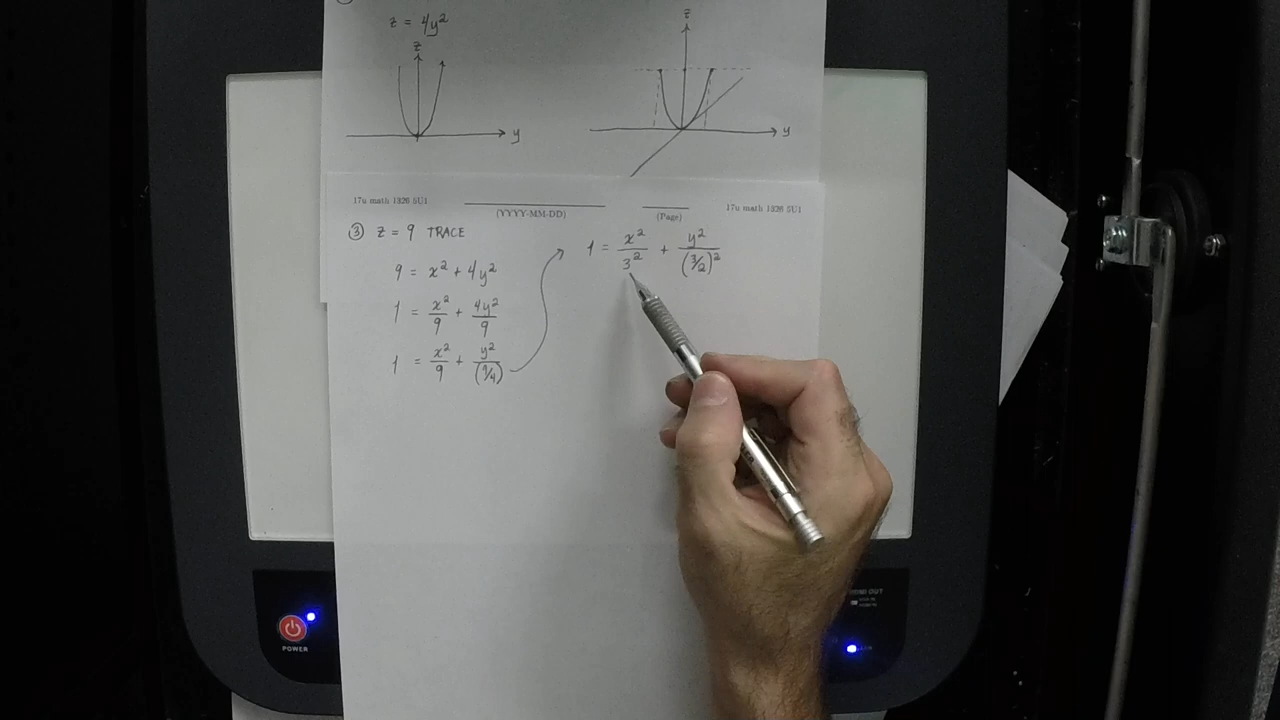 z = 4y²
z
y
z
y
17u math 1326 5U1
(YYYY-MM-DD)
(Page)
17u math 1326 5U1
③ z = 9 TRACE
9 = x² + 4y²
1 = x²/9 + 4y²/9
1 = x²/9 + y²/(9/4)
1 = x²/3² + y²/(3/2)²
POWER